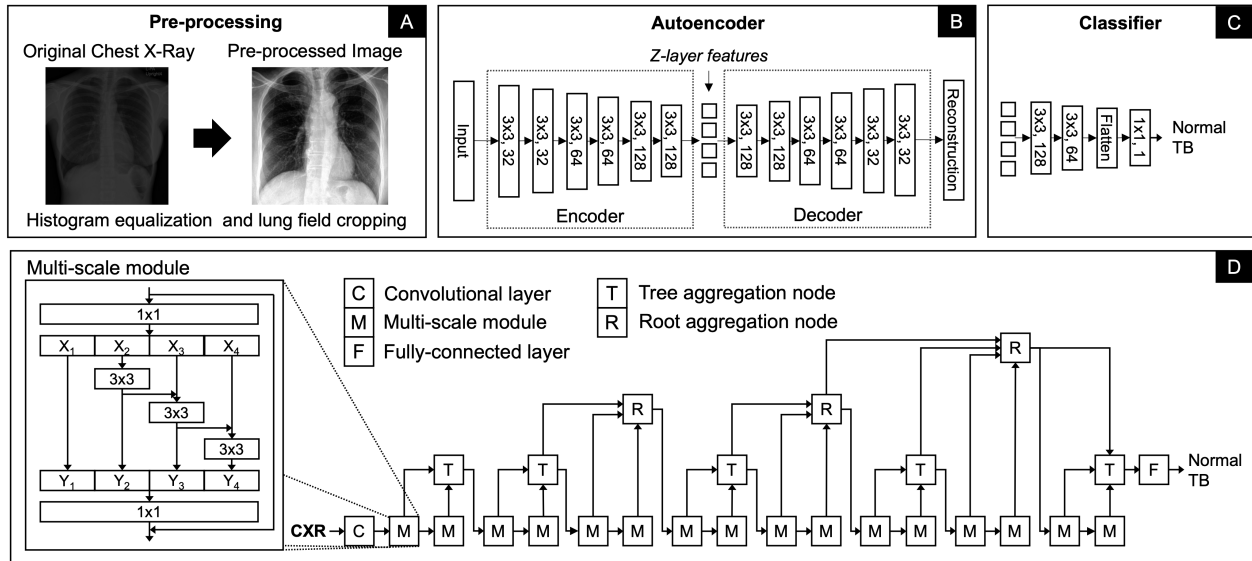 Pre-processing
A
Original Chest X-Ray
Pre-processed Image
Histogram equalization
and lung field cropping
Autoencoder
B
Z-layer features
Input
3x3, 32
3x3, 32
3x3, 64
3x3, 64
3x3, 128
3x3, 128
3x3, 128
3x3, 128
3x3, 64
3x3, 64
3x3, 32
3x3, 32
Reconstruction
Encoder
Decoder
Classifier
C
3x3, 128
3x3, 64
Flatten
1x1, 1
Normal
TB
D
Multi-scale module
1x1
X1 X2 X3 X4
3x3
3x3
3x3
Y1 Y2 Y3 Y4
1x1
C Convolutional layer
M Multi-scale module
F Fully-connected layer
T Tree aggregation node
R Root aggregation node
R
R R
T T T T T F
Normal
TB
CXR C M M M M M M M M M M M M M M M M